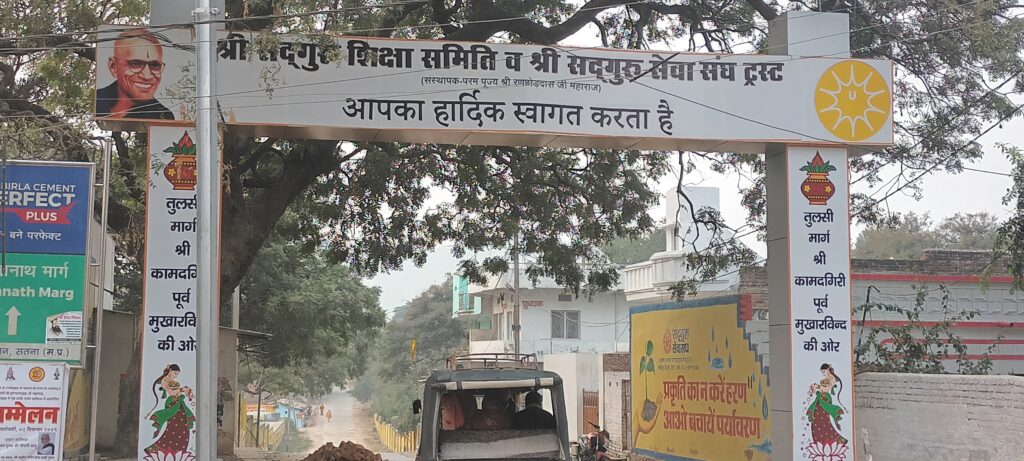 श्री सद्गुरु शिक्षा समिति व श्री सद्गुरू सेवा संघ ट्रस्ट
(संस्थापक-परम पूज्य श्री रणछोड़दास जी महाराज)
आपका हार्दिक स्वागत करता है
तुलसी
मार्ग
श्री
कामदगिरी
पूर्व
मुखारविन्द
की ओर
BIRLA CEMENT
PERFECT
PLUS
बने परफेक्ट
नाथ मार्ग
nath Marg
सतना (म.प्र.)
म्मेलन
सद्गुरू
सेवा संघ
प्रकृति का न करें हरण
आओ बचायें पर्यावरण
तुलसी
मार्ग
श्री
कामदगिरी
पूर्व
मुखारविन्द
की ओर